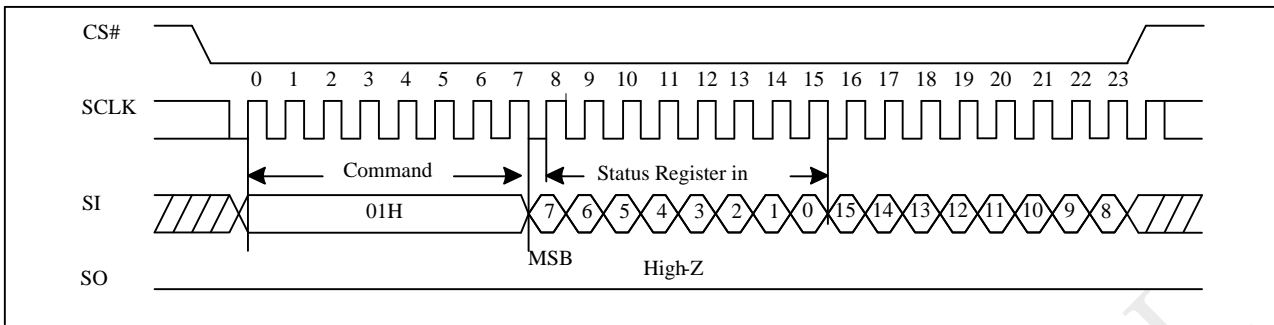 CS#
0 1 2 3 4 5 6 7 8 9 10 11 12 13 14 15 16 17 18 19 20 21 22 23
SCLK
Command Status Register in
SI 01H 7 6 5 4 3 2 1 0 15 14 13 12 11 10 9 8
MSB High-Z
SO